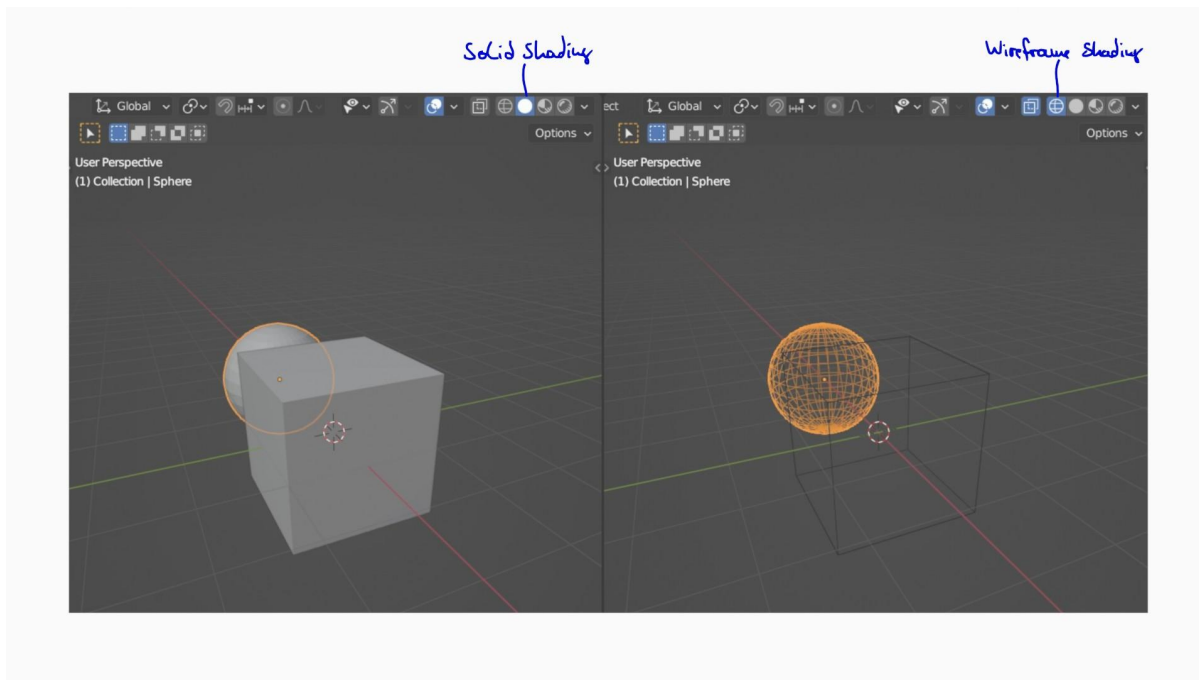 Solid Shading
Wireframe Shading
Global
Options
User Perspective
(1) Collection | Sphere
ect
Global
Options
User Perspective
(1) Collection | Sphere